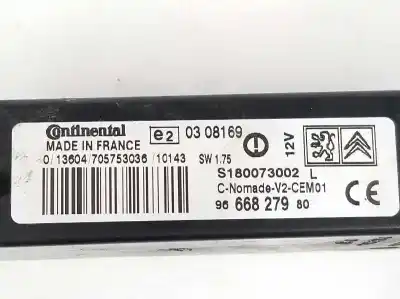 Continental
e2
03 08169
12V
MADE IN FRANCE
0/13604/705753036/10143
SW 1.75
S180073002 L
C-Nomade-V2-CEM01
96 668 279 80